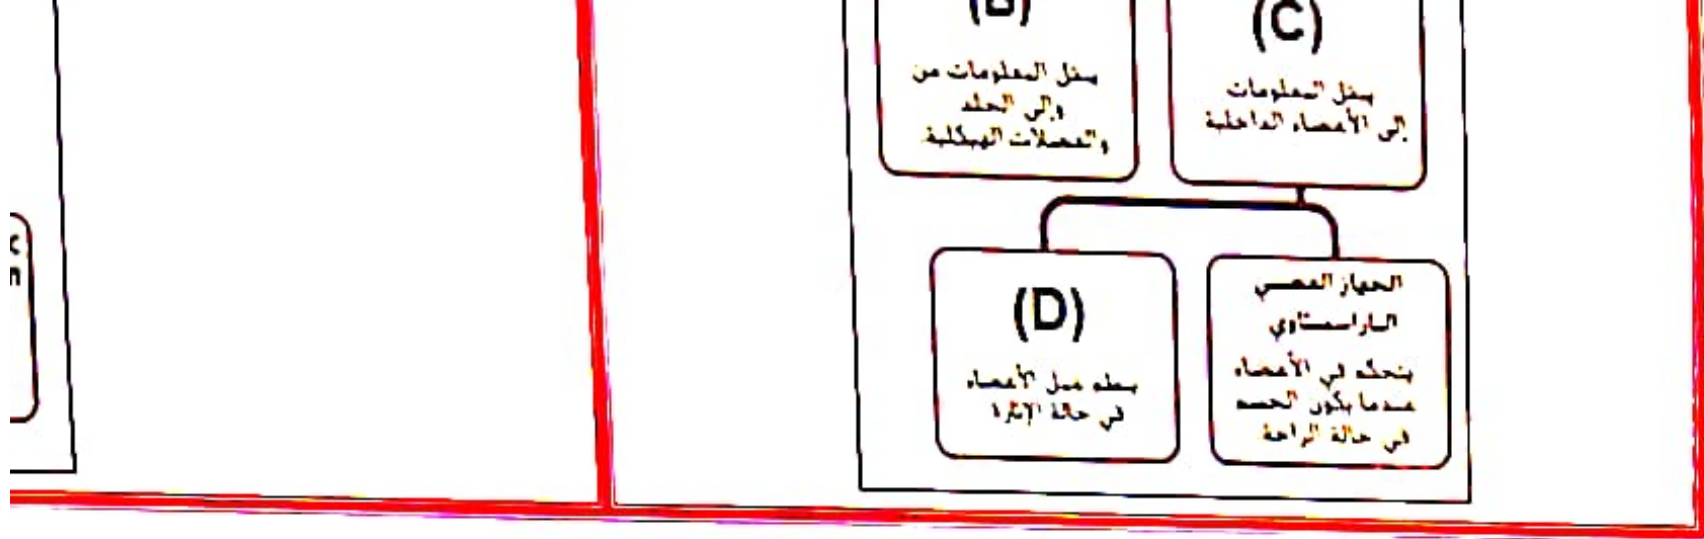 (B)
ينقل المعلومات من
وإلى الجلد
والعضلات الهيكلية
(C)
ينقل المعلومات
إلى الأعضاء الداخلية
(D)
ينظم عمل الأعضاء
في حالة الإثارة
الجهاز العصبي
الباراسمبثاوي
يتحكم في الأعضاء
عندما يكون الجسم
في حالة الراحة